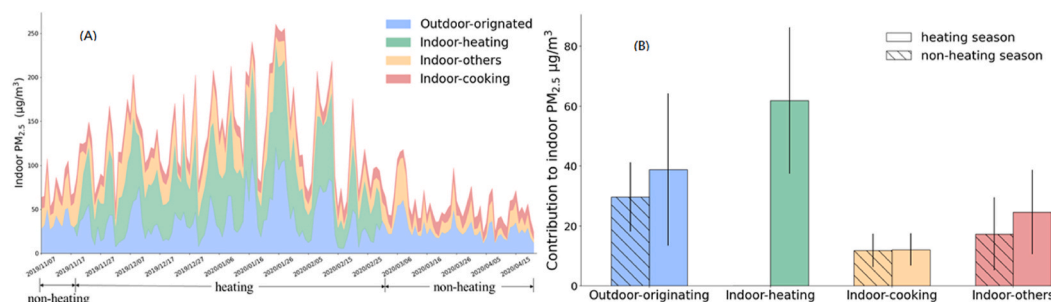 (A)
Outdoor-orignated
Indoor-heating
Indoor-others
Indoor-cooking
Indoor PM2.5 (μg/m³)
250
200
150
100
50
0
2019/11/07
2019/11/17
2019/11/27
2019/12/07
2019/12/17
2019/12/27
2020/01/06
2020/01/16
2020/01/26
2020/02/05
2020/02/15
2020/02/25
2020/03/06
2020/03/16
2020/03/26
2020/04/05
2020/04/15
non-heating
heating
non-heating
(B)
heating season
non-heating season
Contribution to indoor PM2.5 μg/m³
80
60
40
20
0
Outdoor-originating
Indoor-heating
Indoor-cooking
Indoor-others